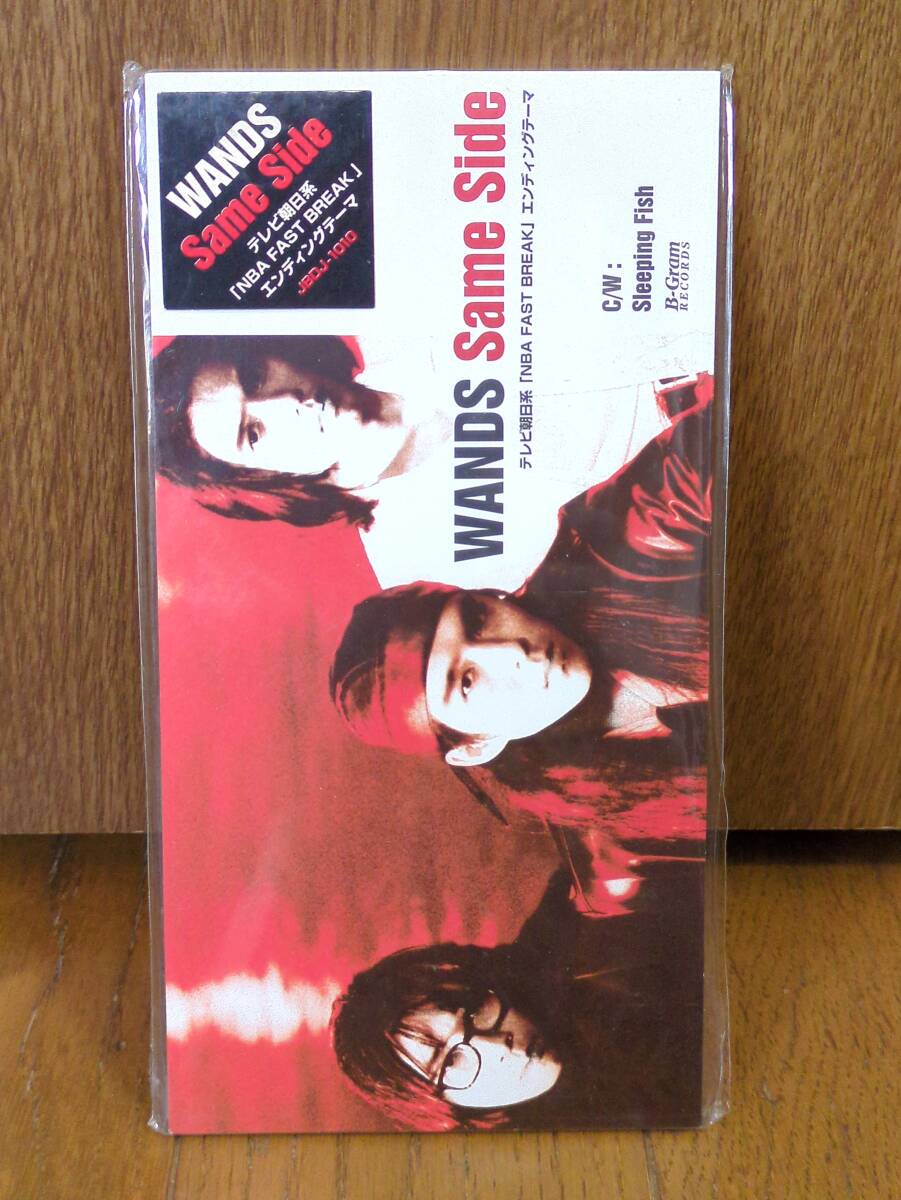 WANDS
Same Side
テレビ朝日系
「NBA FAST BREAK」
エンディングテーマ
JBDJ-1010
WANDS Same Side
テレビ朝日系「NBA FAST BREAK」エンディングテーマ
C/W :
Sleeping Fish
B-Gram
RECORDS